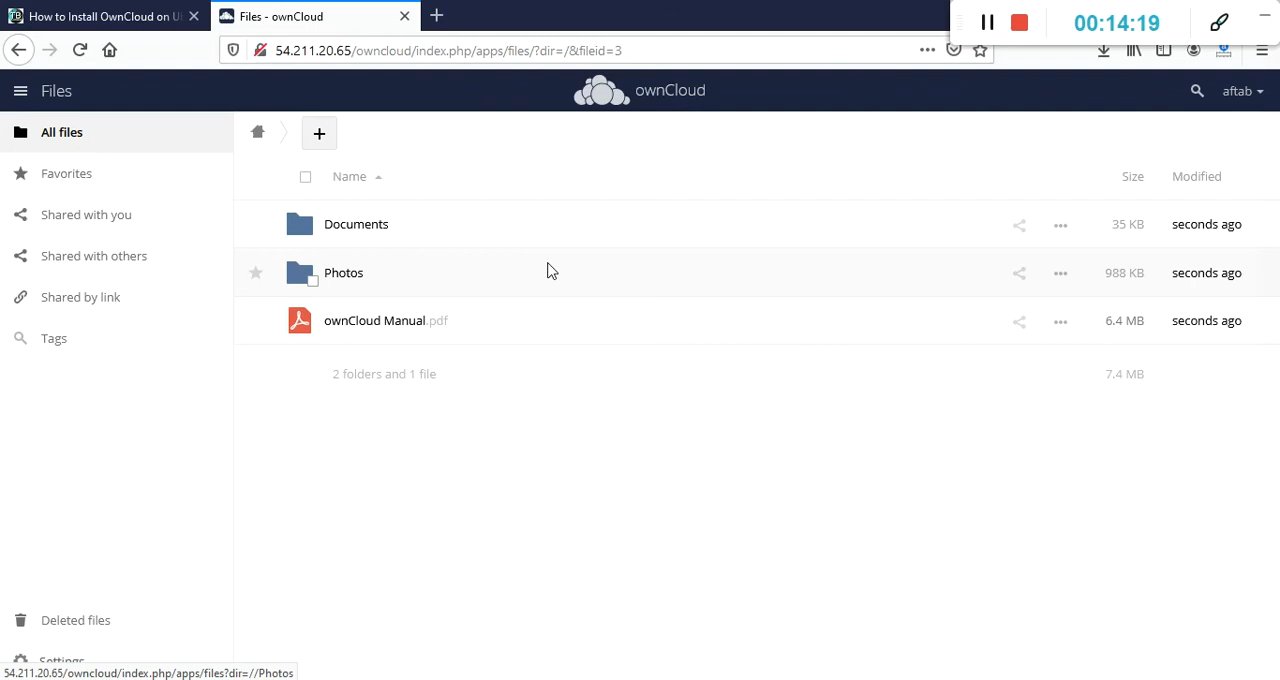 How to Install OwnCloud on U
Files - ownCloud
00:14:19
54.211.20.65/owncloud/index.php/apps/files/?dir=/&fileid=3
Files
ownCloud
aftab
All files
Favorites
Shared with you
Shared with others
Shared by link
Tags
Deleted files
Settings
Name
Size
Modified
Documents
35 KB
seconds ago
Photos
988 KB
seconds ago
ownCloud Manual.pdf
6.4 MB
seconds ago
2 folders and 1 file
7.4 MB
54.211.20.65/owncloud/index.php/apps/files?dir=//Photos